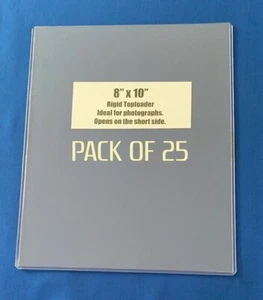 8" x 10"
Rigid Toploader
Ideal for photographs.
Opens on the short side.
PACK OF 25